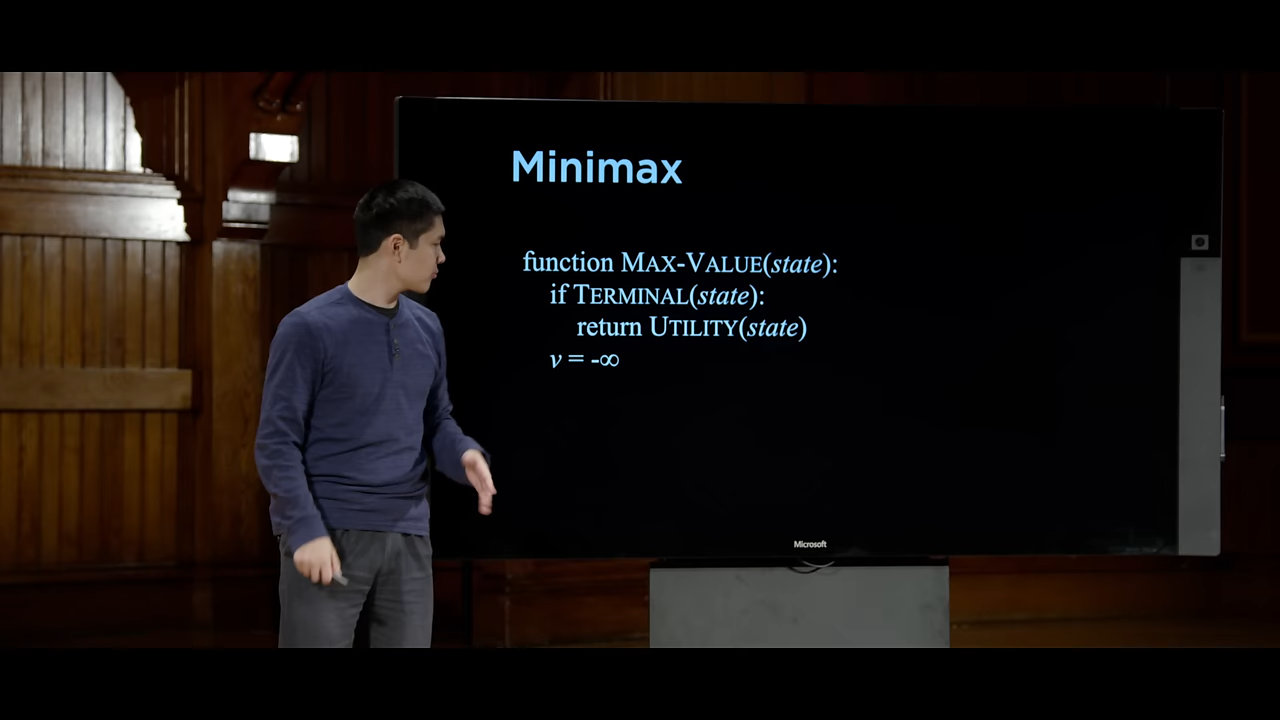 Minimax
function MAX-VALUE(state):
if TERMINAL(state):
return UTILITY(state)
v = -∞
Microsoft